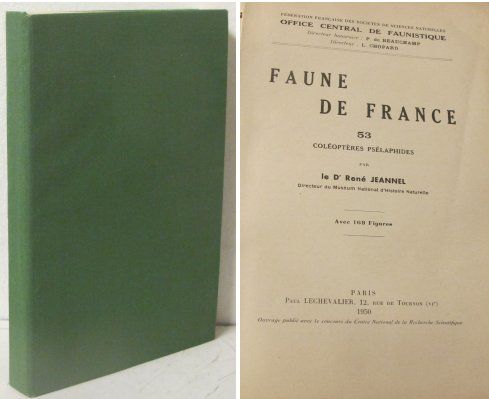 FÉDÉRATION FRANÇAISE DES SOCIÉTÉS DE SCIENCES NATURELLES
OFFICE CENTRAL DE FAUNISTIQUE
Directeur honoraire : P. de BEAUCHAMP
Directeur : L. CHOPARD
FAUNE
DE FRANCE
53
COLÉOPTÈRES PSÉLAPHIDES
PAR
le Dr René JEANNEL
Directeur du Museum National d'Histoire Naturelle
Avec 169 Figures
PARIS
PAUL LECHEVALIER, 12, RUE DE TOURNON (VIe)
1950
Ouvrage publié avec le concours du Centre National de la Recherche Scientifique